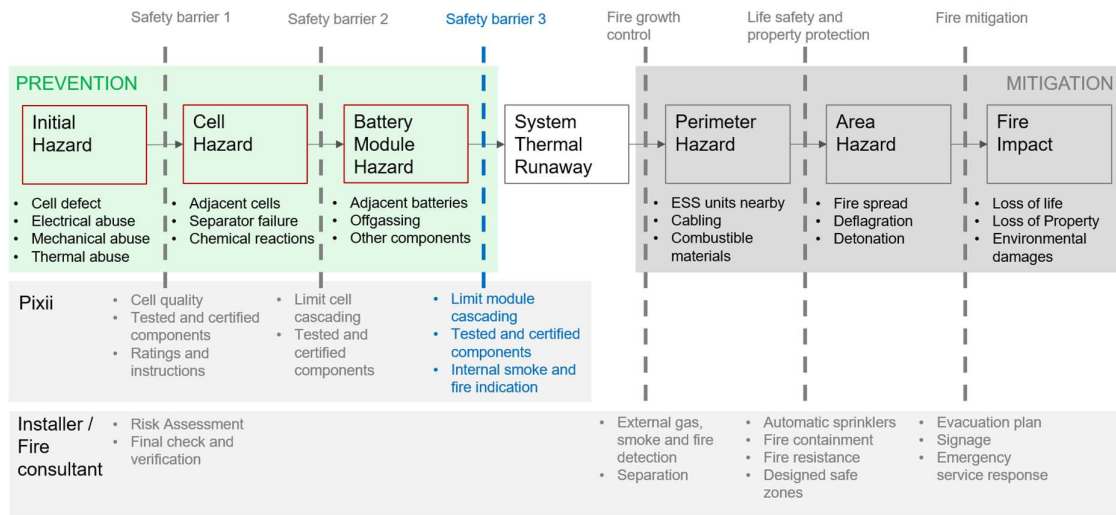 Safety barrier 1
Safety barrier 2
Safety barrier 3
Fire growth
control
Life safety and
property protection
Fire mitigation
PREVENTION
MITIGATION
Initial
Hazard
Cell
Hazard
Battery
Module
Hazard
System
Thermal
Runaway
Perimeter
Hazard
Area
Hazard
Fire
Impact
• Cell defect
• Electrical abuse
• Mechanical abuse
• Thermal abuse
• Adjacent cells
• Separator failure
• Chemical reactions
• Adjacent batteries
• Offgassing
• Other components
• ESS units nearby
• Cabling
• Combustible
materials
• Fire spread
• Deflagration
• Detonation
• Loss of life
• Loss of Property
• Environmental
damages
Pixii
• Cell quality
• Tested and certified
components
• Ratings and
instructions
• Limit cell
cascading
• Tested and
certified
components
• Limit module
cascading
• Tested and certified
components
• Internal smoke and
fire indication
Installer /
Fire
consultant
• Risk Assessment
• Final check and
verification
• External gas,
smoke and fire
detection
• Separation
• Automatic sprinklers
• Fire containment
• Fire resistance
• Designed safe
zones
• Evacuation plan
• Signage
• Emergency
service response